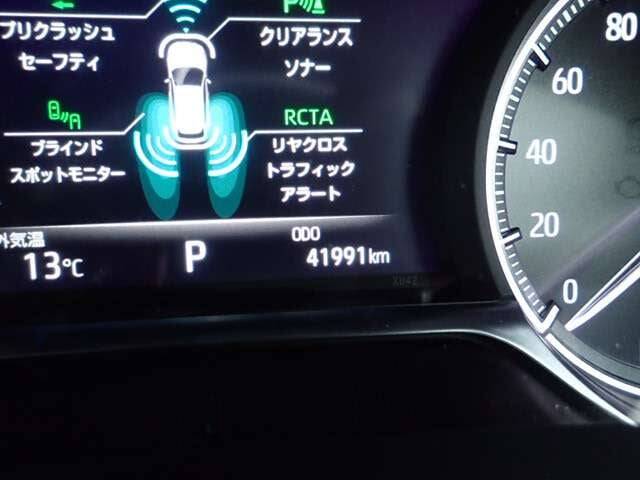 プリクラッシュ
セーフティ
P
クリアランス
ソナー
ブラインド
スポットモニター
RCTA
リヤクロス
トラフィック
アラート
外気温
13℃
P
ODO
41991km
80
60
40
20
0